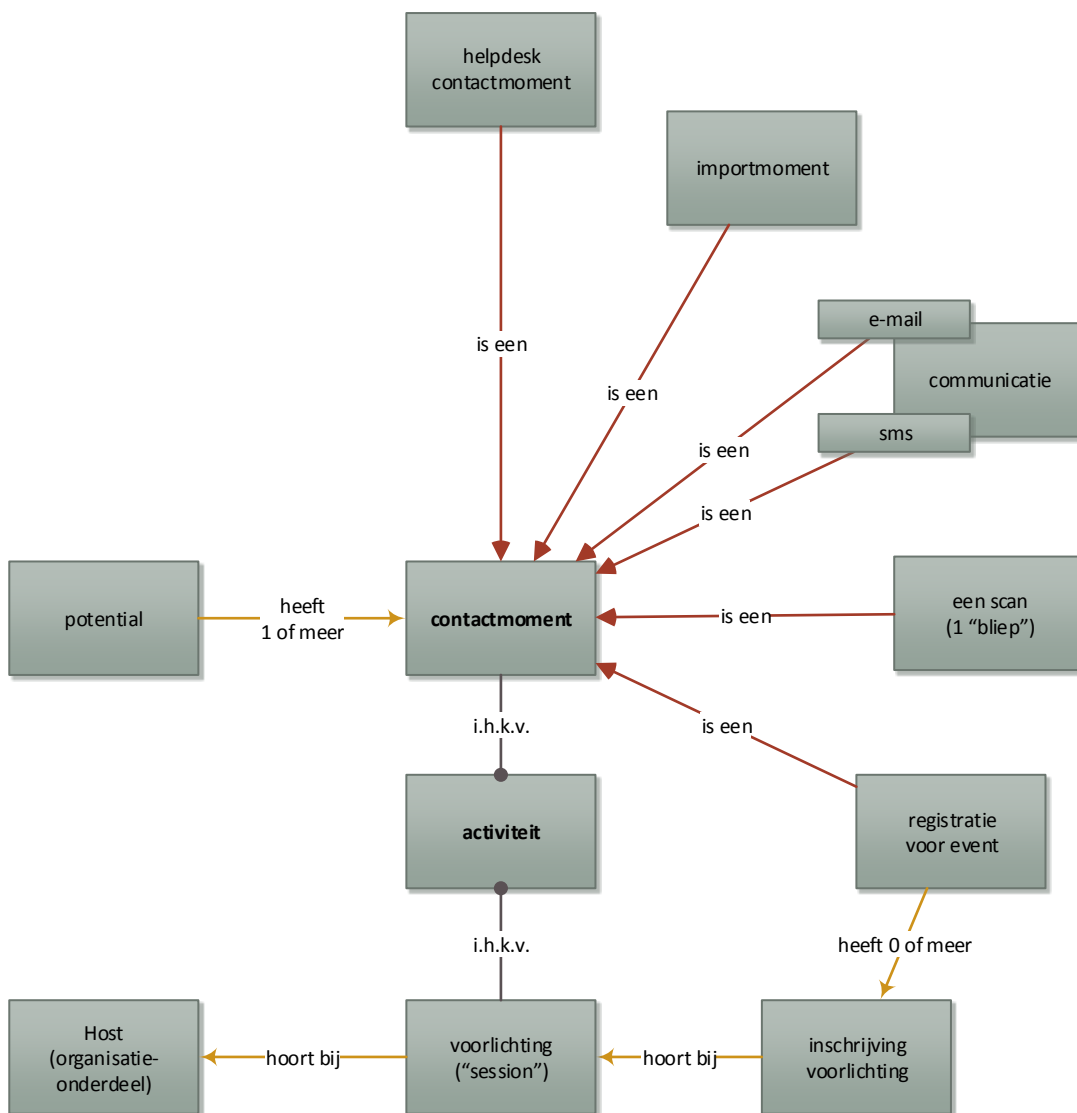 helpdesk
contactmoment
importmoment
e-mail
communicatie
sms
is een
is een
is een
is een
potential
heeft
1 of meer
contactmoment
is een
een scan
(1 “bliep”)
i.h.k.v.
is een
activiteit
registratie
voor event
i.h.k.v.
heeft 0 of meer
Host
(organisatie-
onderdeel)
hoort bij
voorlichting
(“session”)
hoort bij
inschrijving
voorlichting